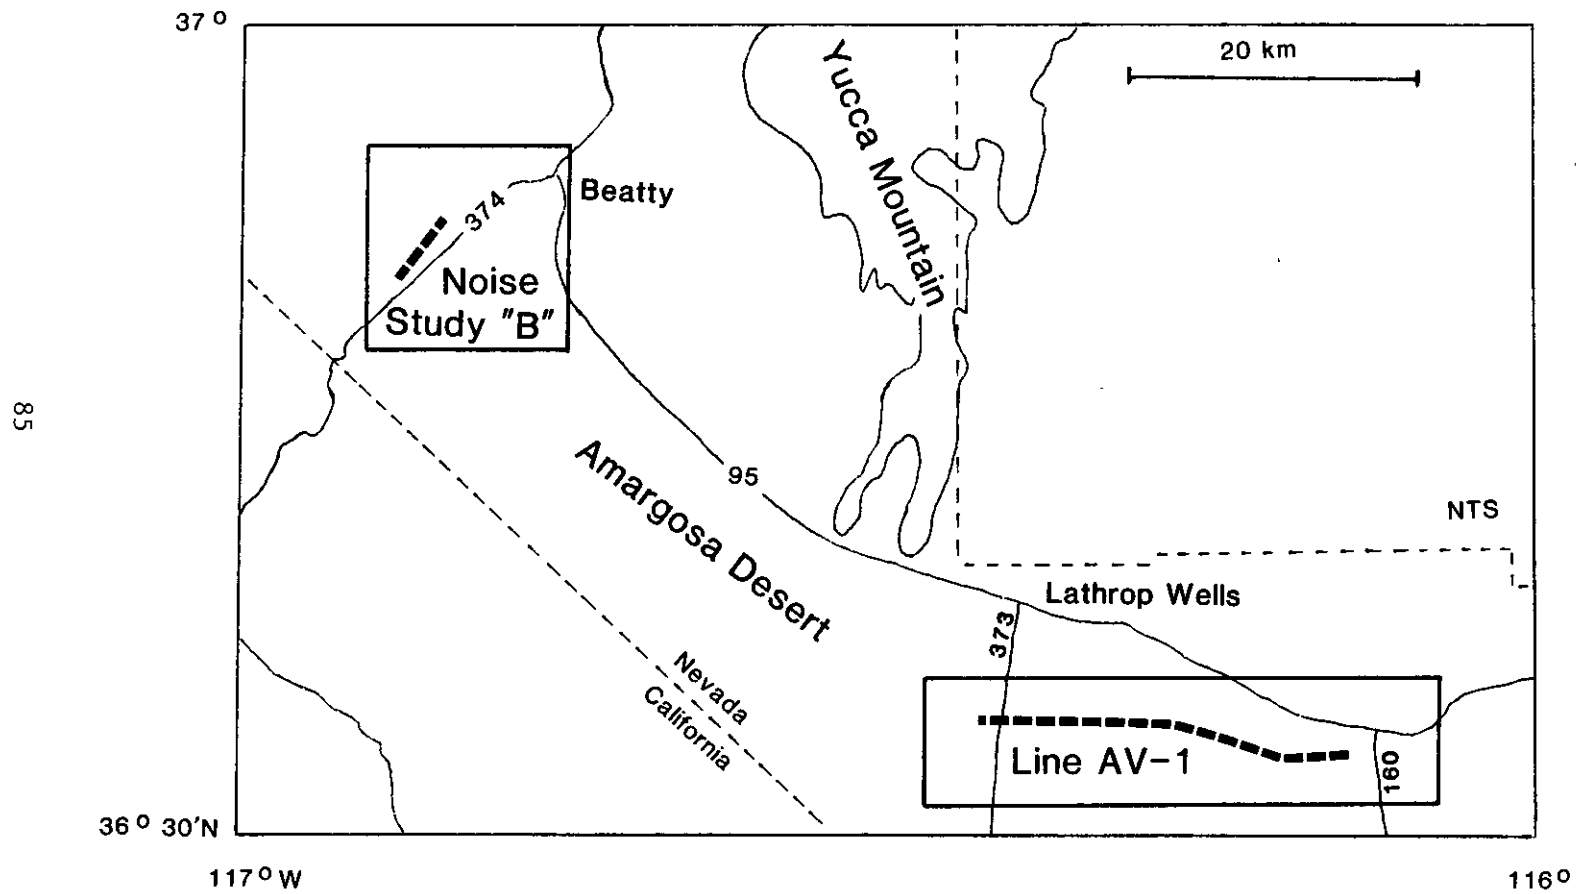 37°
20 km
Yucca Mountain
Beatty
374
Noise
Study "B"
85
95
Amargosa Desert
NTS
Lathrop Wells
373
Nevada
California
Line AV-1
160
36° 30'N
117° W
116°